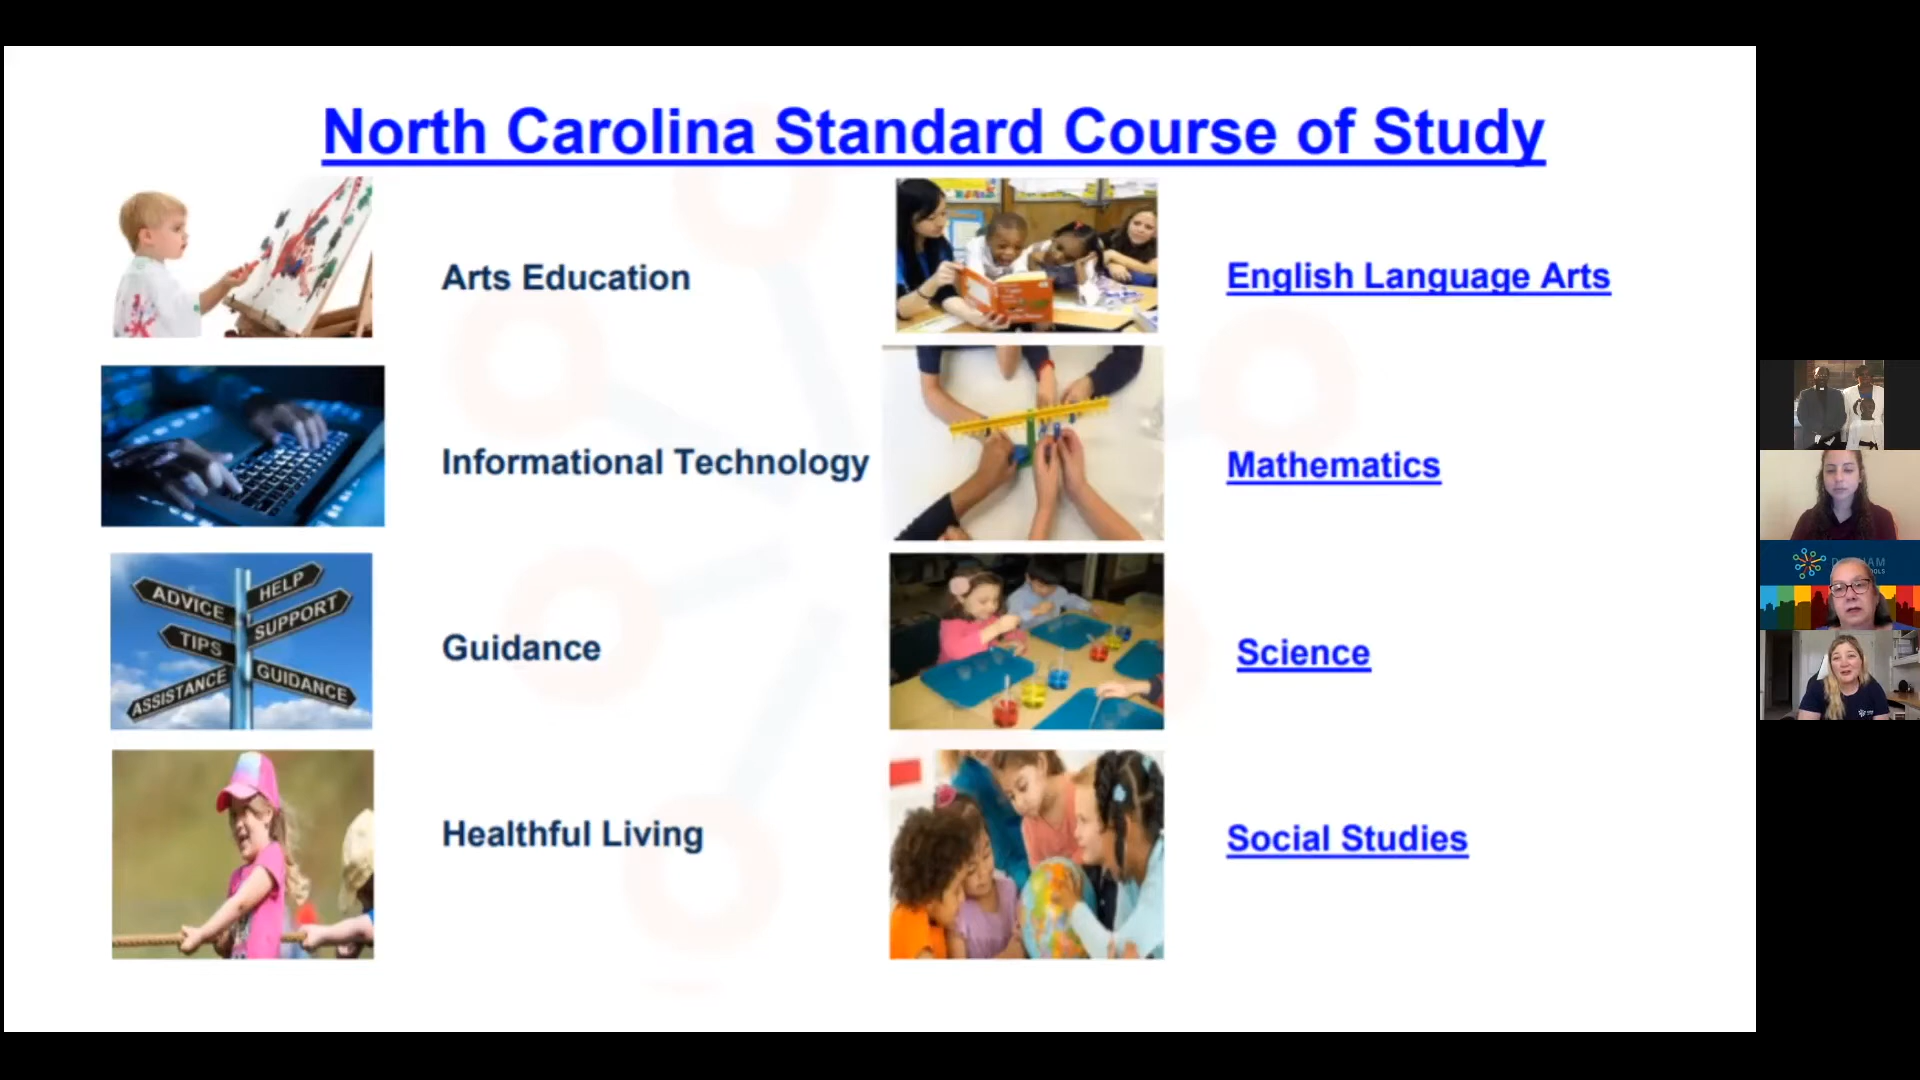 North Carolina Standard Course of Study
Arts Education
English Language Arts
Informational Technology
Mathematics
ADVICE
HELP
TIPS
SUPPORT
ASSISTANCE
GUIDANCE
Guidance
Science
Healthful Living
Social Studies